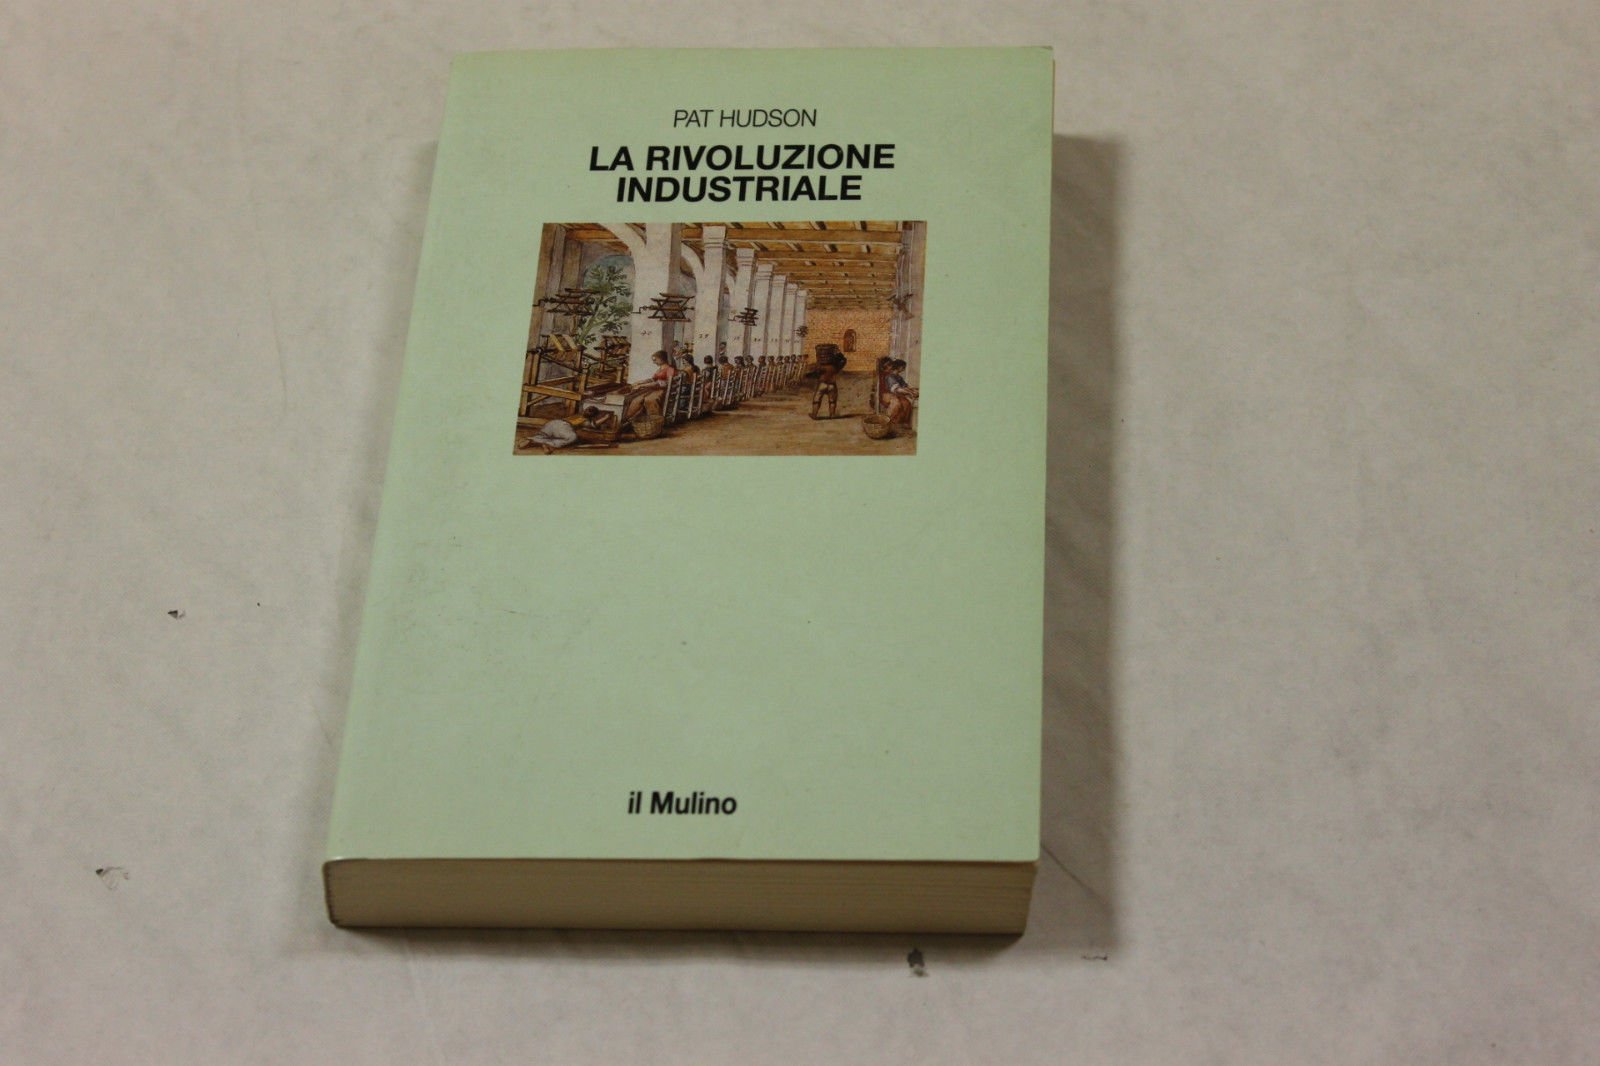 PAT HUDSON
LA RIVOLUZIONE
INDUSTRIALE
il Mulino